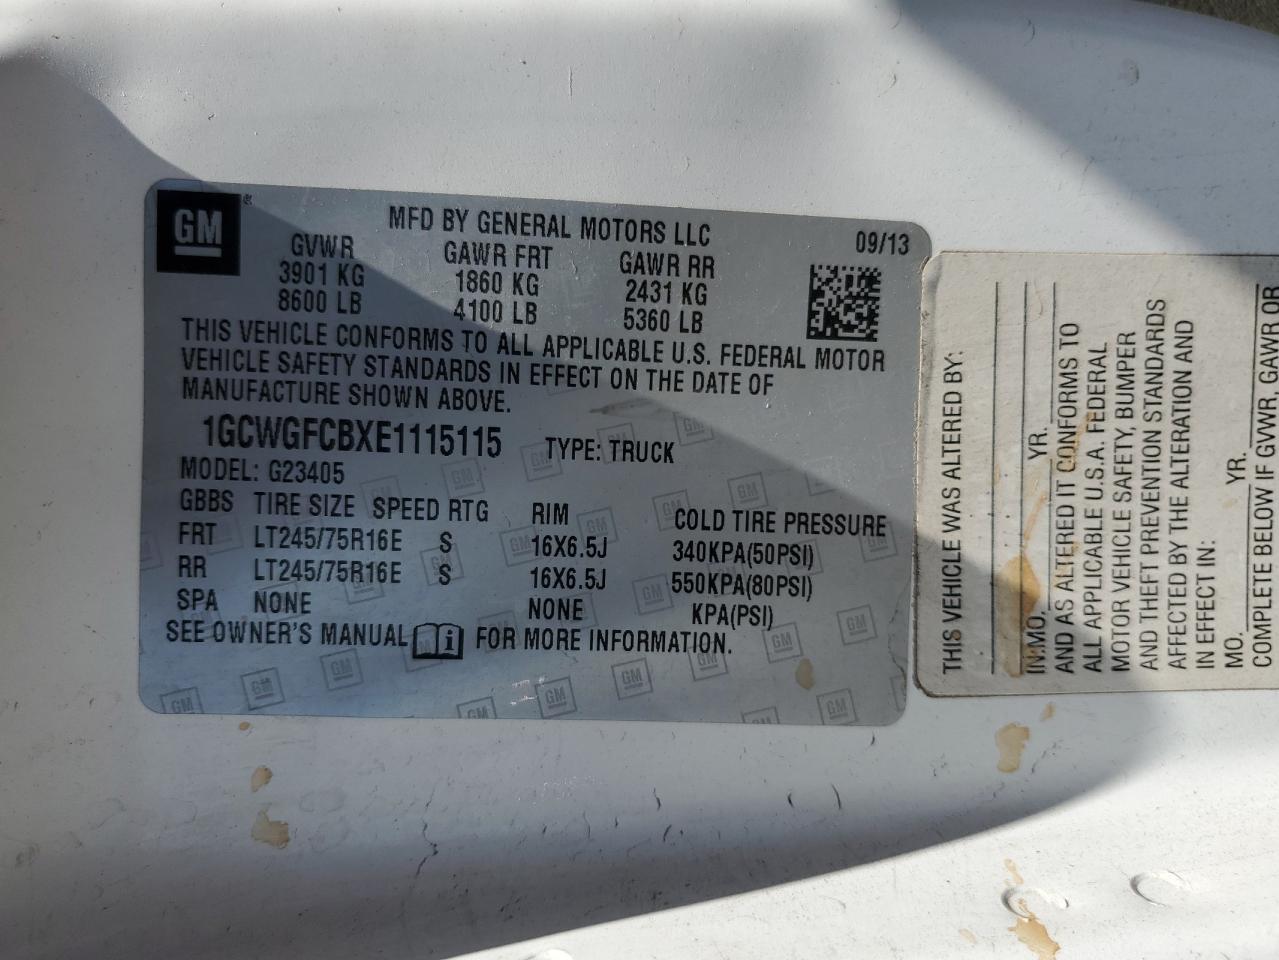 GM ®
MFD BY GENERAL MOTORS LLC 09/13
GVWR GAWR FRT GAWR RR
3901 KG 1860 KG 2431 KG
8600 LB 4100 LB 5360 LB
THIS VEHICLE CONFORMS TO ALL APPLICABLE U.S. FEDERAL MOTOR
VEHICLE SAFETY STANDARDS IN EFFECT ON THE DATE OF
MANUFACTURE SHOWN ABOVE.
1GCWGFCBXE1115115 TYPE: TRUCK
MODEL: G23405
GBBS TIRE SIZE SPEED RTG RIM COLD TIRE PRESSURE
FRT LT245/75R16E S 16X6.5J 340KPA(50PSI)
RR LT245/75R16E S 16X6.5J 550KPA(80PSI)
SPA NONE NONE KPA(PSI)
SEE OWNER'S MANUAL i FOR MORE INFORMATION.
THIS VEHICLE WAS ALTERED BY:
IN:MO. YR.
AND AS ALTERED IT CONFORMS TO
ALL APPLICABLE U.S.A. FEDERAL
MOTOR VEHICLE SAFETY, BUMPER
AND THEFT PREVENTION STANDARDS
AFFECTED BY THE ALTERATION AND
IN EFFECT IN:
MO. YR.
COMPLETE BELOW IF GVWR, GAWR OR